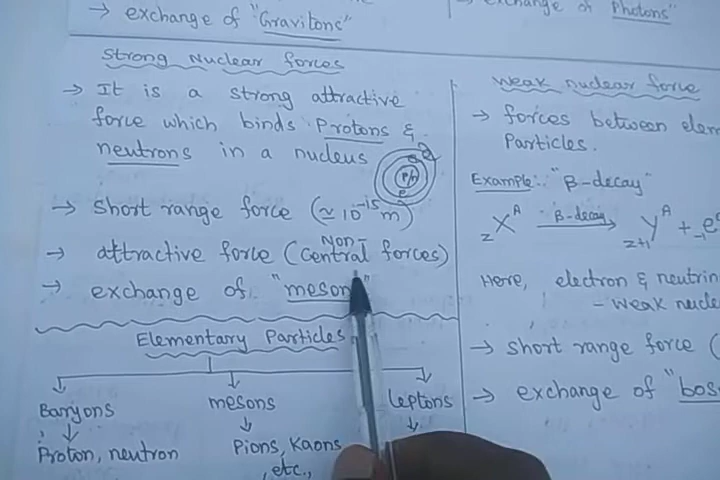 → exchange of "Gravitons"
→ exchange of "Photons"
Strong Nuclear forces
→ It is a strong attractive
force which binds Protons &
neutrons in a nucleus
P/n
e
→ short range force (≃ 10⁻¹⁵ m)
→ attractive force (Non-
Central forces)
→ exchange of "meson"
Elementary Particles
Baryons mesons Leptons
Proton, neutron Pions, Kaons
, etc.,
Weak nuclear force
→ forces between elem
Particles.
Example:- "β-decay"
zXᴬ β-decay z+1Yᴬ + ₋₁e⁰
Here, electron & neutrin
- weak nucle
→ short range force (
→ exchange of "bos